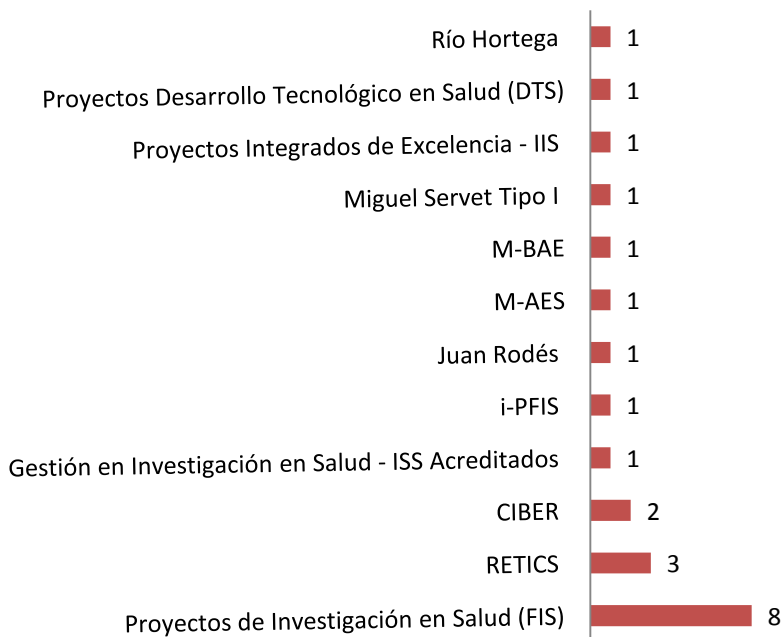 Río Hortega 1
Proyectos Desarrollo Tecnológico en Salud (DTS) 1
Proyectos Integrados de Excelencia - IIS 1
Miguel Servet Tipo I 1
M-BAE 1
M-AES 1
Juan Rodés 1
i-PFIS 1
Gestión en Investigación en Salud - ISS Acreditados 1
CIBER 2
RETICS 3
Proyectos de Investigación en Salud (FIS) 8